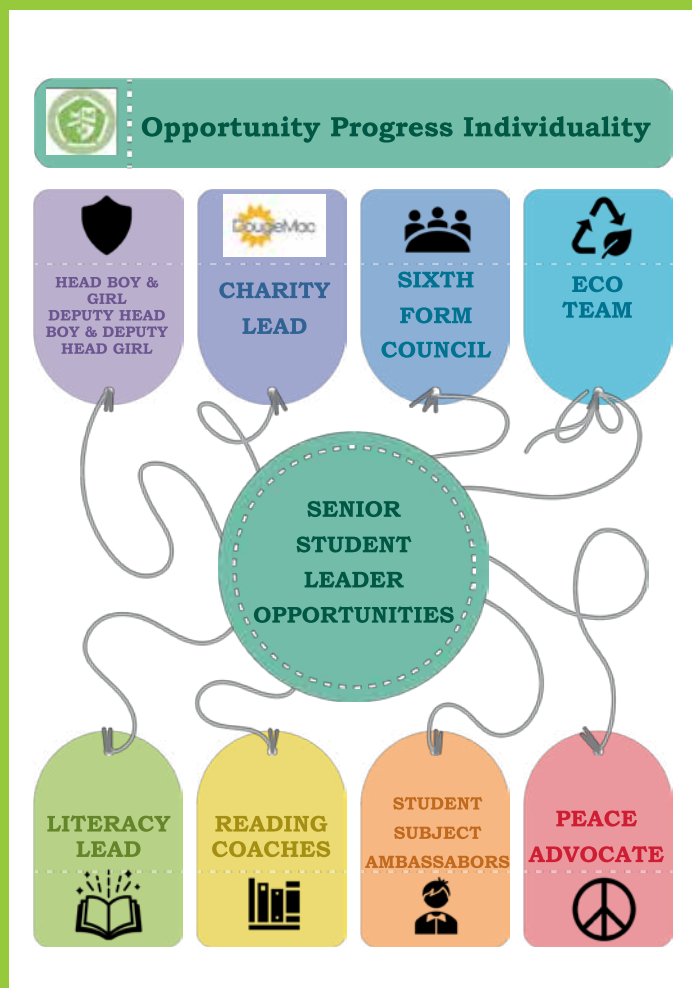 Opportunity Progress Individuality
DougieMac
HEAD BOY &
GIRL
DEPUTY HEAD
BOY & DEPUTY
HEAD GIRL
CHARITY
LEAD
SIXTH
FORM
COUNCIL
ECO
TEAM
SENIOR
STUDENT
LEADER
OPPORTUNITIES
LITERACY
LEAD
READING
COACHES
STUDENT
SUBJECT
AMBASSABORS
PEACE
ADVOCATE